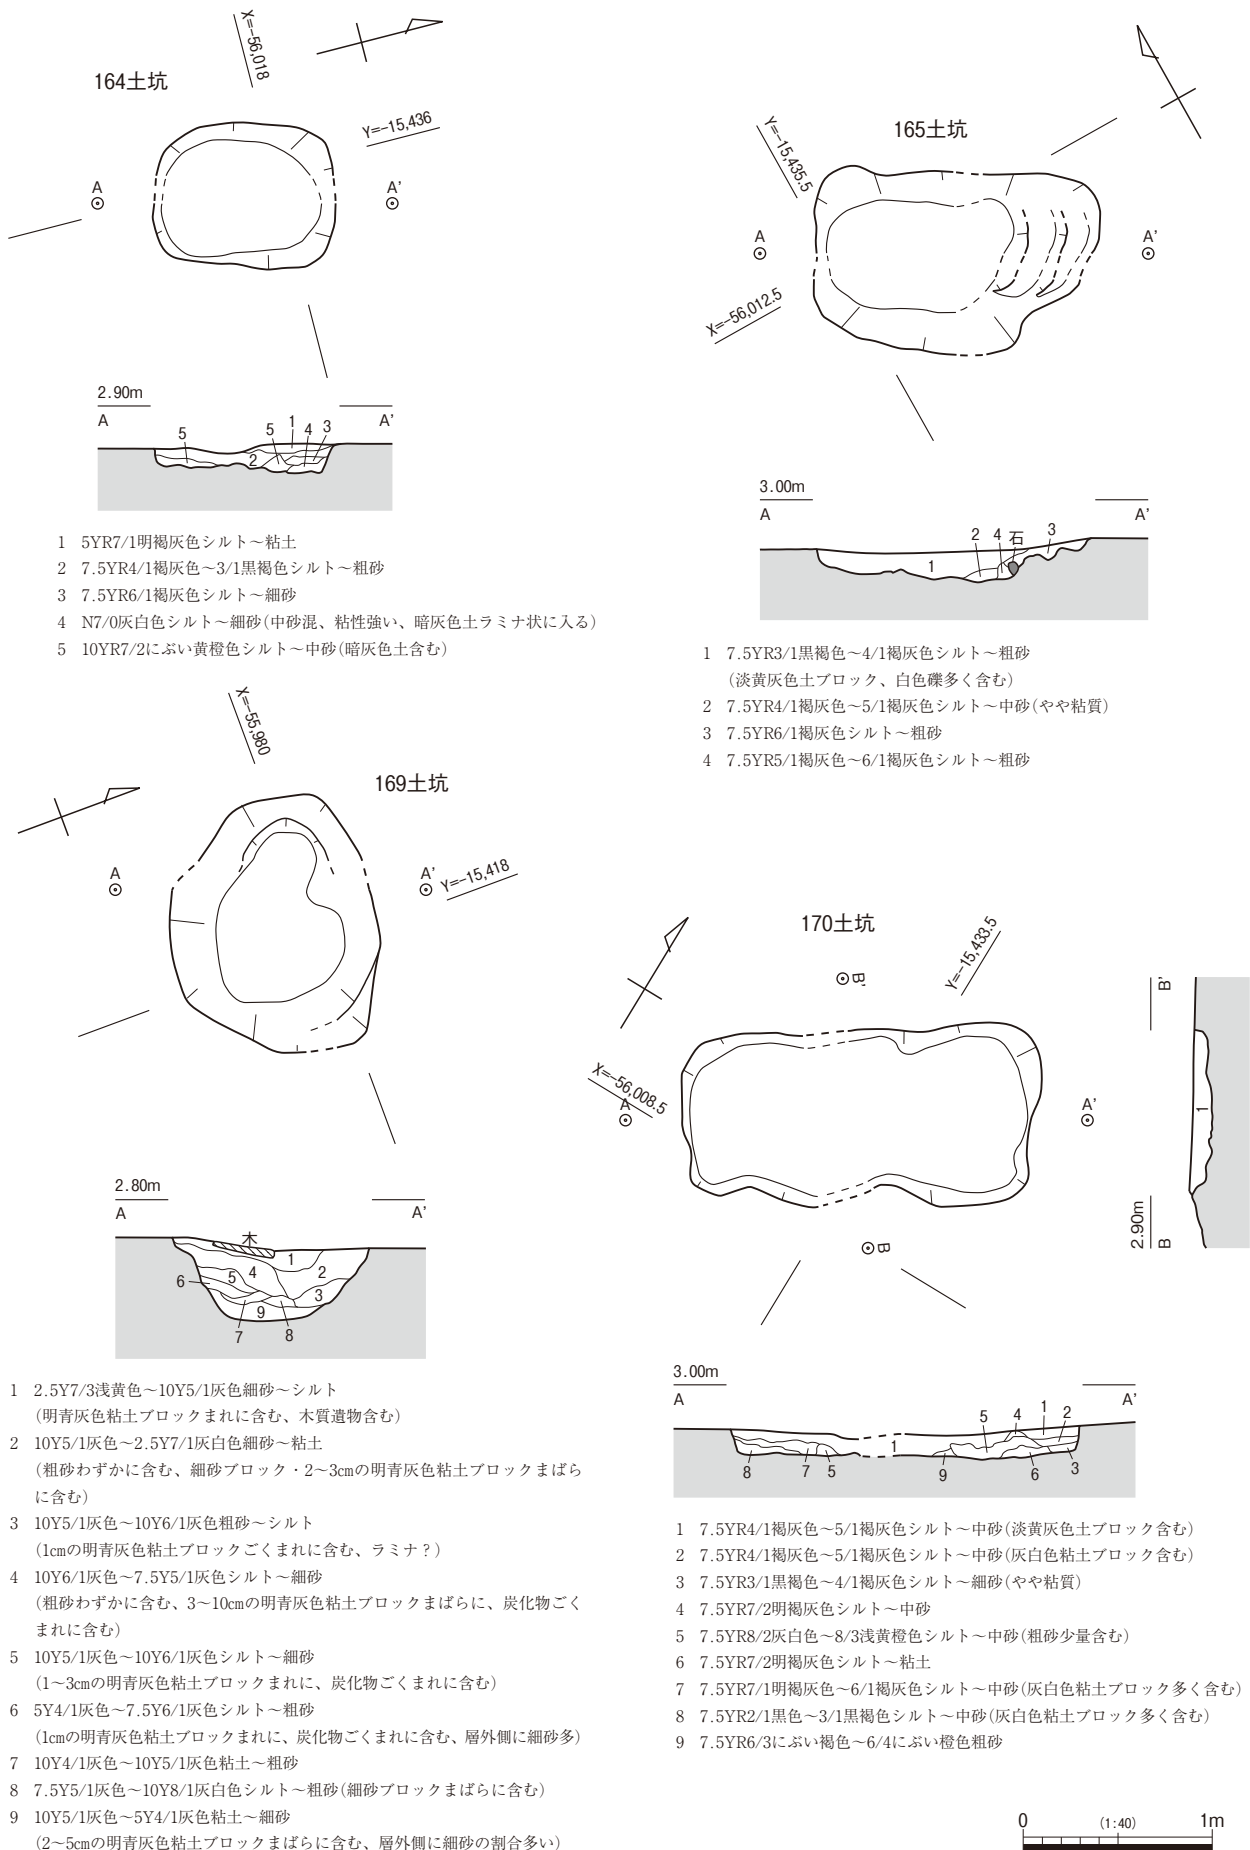 164土坑
X=-56,018
Y=-15,436
A
A'
2.90m
A
A'
5
5
1
4
3
2
1 5YR7/1明褐灰色シルト～粘土
2 7.5YR4/1褐灰色～3/1黒褐色シルト～粗砂
3 7.5YR6/1褐灰色シルト～細砂
4 N7/0灰白色シルト～細砂(中砂混、粘性強い、暗灰色土ラミナ状に入る)
5 10YR7/2にぶい黄橙色シルト～中砂(暗灰色土含む)
165土坑
Y=-15,435.5
X=-56,012.5
A
A'
3.00m
A
A'
1
2
4
石
3
1 7.5YR3/1黒褐色～4/1褐灰色シルト～粗砂
(淡黄灰色土ブロック、白色礫多く含む)
2 7.5YR4/1褐灰色～5/1褐灰色シルト～中砂(やや粘質)
3 7.5YR6/1褐灰色シルト～粗砂
4 7.5YR5/1褐灰色～6/1褐灰色シルト～粗砂
169土坑
X=-55,980
Y=-15,418
A
A'
2.80m
A
A'
木
1
2
3
4
5
6
7
8
9
1 2.5Y7/3浅黄色～10Y5/1灰色細砂～シルト
(明青灰色粘土ブロックまれに含む、木質遺物含む)
2 10Y5/1灰色～2.5Y7/1灰白色細砂～粘土
(粗砂わずかに含む、細砂ブロック・2～3㎝の明青灰色粘土ブロックまばら
に含む)
3 10Y5/1灰色～10Y6/1灰色粗砂～シルト
(1㎝の明青灰色粘土ブロックごくまれに含む、ラミナ？)
4 10Y6/1灰色～7.5Y5/1灰色シルト～細砂
(粗砂わずかに含む、3～10㎝の明青灰色粘土ブロックまばらに、炭化物ごく
まれに含む)
5 10Y5/1灰色～10Y6/1灰色シルト～細砂
(1～3㎝の明青灰色粘土ブロックまれに、炭化物ごくまれに含む)
6 5Y4/1灰色～7.5Y6/1灰色シルト～粗砂
(1㎝の明青灰色粘土ブロックまれに、炭化物ごくまれに含む、層外側に細砂多)
7 10Y4/1灰色～10Y5/1灰色粘土～粗砂
8 7.5Y5/1灰色～10Y8/1灰白色シルト～粗砂(細砂ブロックまばらに含む)
9 10Y5/1灰色～5Y4/1灰色粘土～細砂
(2～5㎝の明青灰色粘土ブロックまばらに含む、層外側に細砂の割合多い)
170土坑
Y=-15,433.5
X=-56,008.5
A
A'
B'
B
B'
1
2.90m
B
3.00m
A
A'
8
7
5
1
9
5
4
1
2
6
3
1 7.5YR4/1褐灰色～5/1褐灰色シルト～中砂(淡黄灰色土ブロック含む)
2 7.5YR4/1褐灰色～5/1褐灰色シルト～中砂(灰白色粘土ブロック含む)
3 7.5YR3/1黒褐色～4/1褐灰色シルト～細砂(やや粘質)
4 7.5YR7/2明褐灰色シルト～中砂
5 7.5YR8/2灰白色～8/3浅黄橙色シルト～中砂(粗砂少量含む)
6 7.5YR7/2明褐灰色シルト～粘土
7 7.5YR7/1明褐灰色～6/1褐灰色シルト～中砂(灰白色粘土ブロック多く含む)
8 7.5YR2/1黒色～3/1黒褐色シルト～中砂(灰白色粘土ブロック多く含む)
9 7.5YR6/3にぶい褐色～6/4にぶい橙色粗砂
0 (1:40) 1m